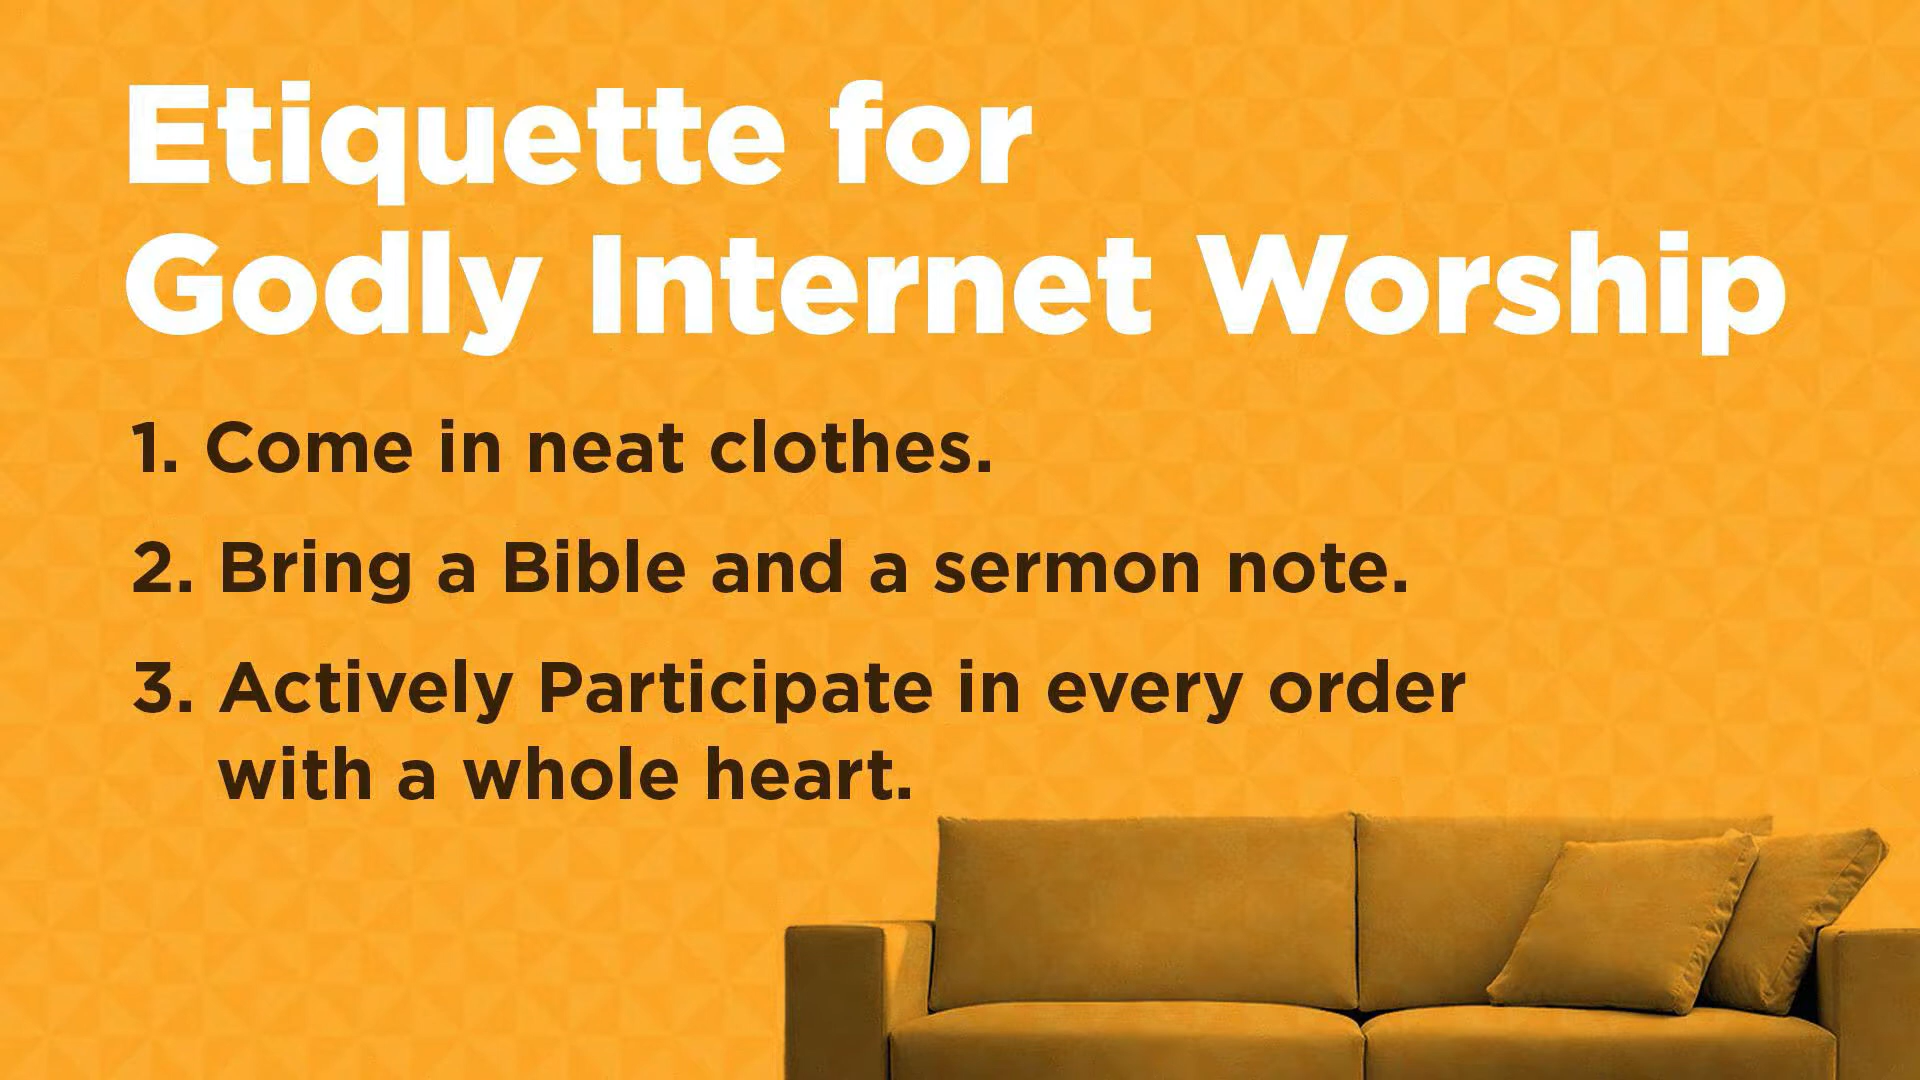 Etiquette for
Godly Internet Worship
1. Come in neat clothes.
2. Bring a Bible and a sermon note.
3. Actively Participate in every order
with a whole heart.